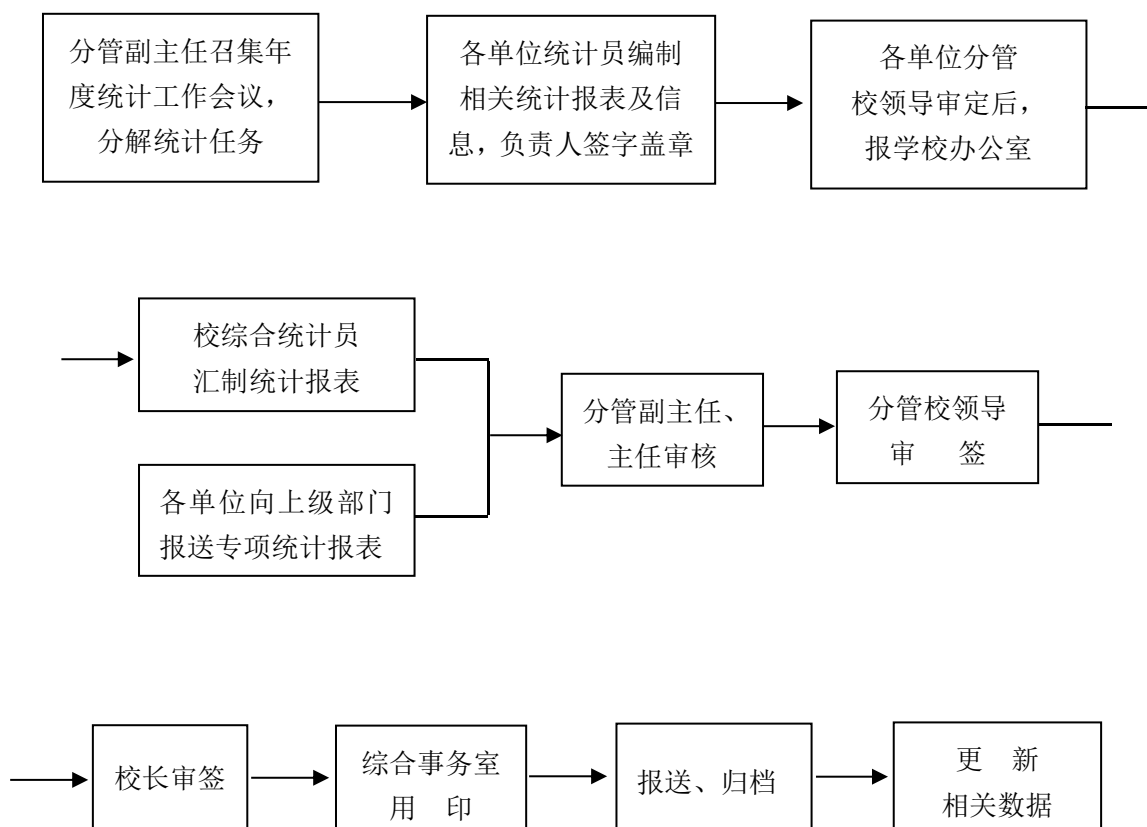 分管副主任召集年
度统计工作会议，
分解统计任务
各单位统计员编制
相关统计报表及信
息，负责人签字盖章
各单位分管
校领导审定后，
报学校办公室
校综合统计员
汇制统计报表
各单位向上级部门
报送专项统计报表
分管副主任、
主任审核
分管校领导
审 签
校长审签
综合事务室
用 印
报送、归档
更 新
相关数据